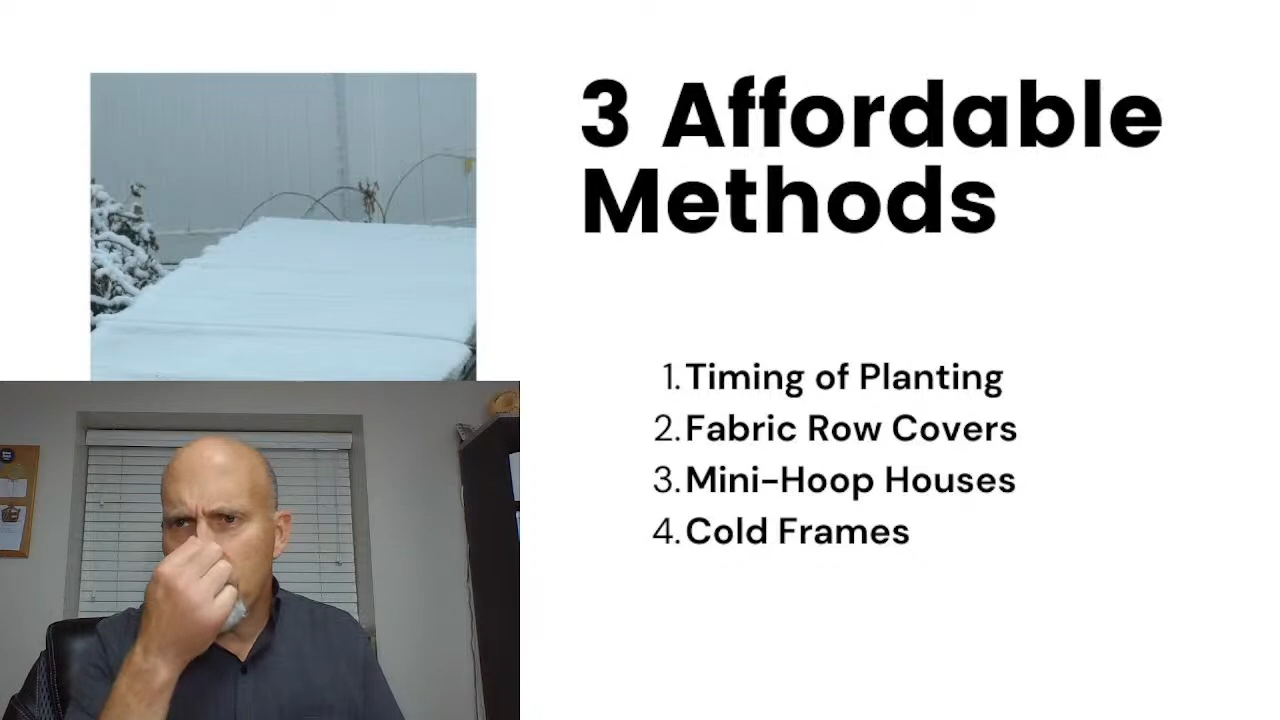 3 Affordable
Methods
1. Timing of Planting
2. Fabric Row Covers
3. Mini-Hoop Houses
4. Cold Frames